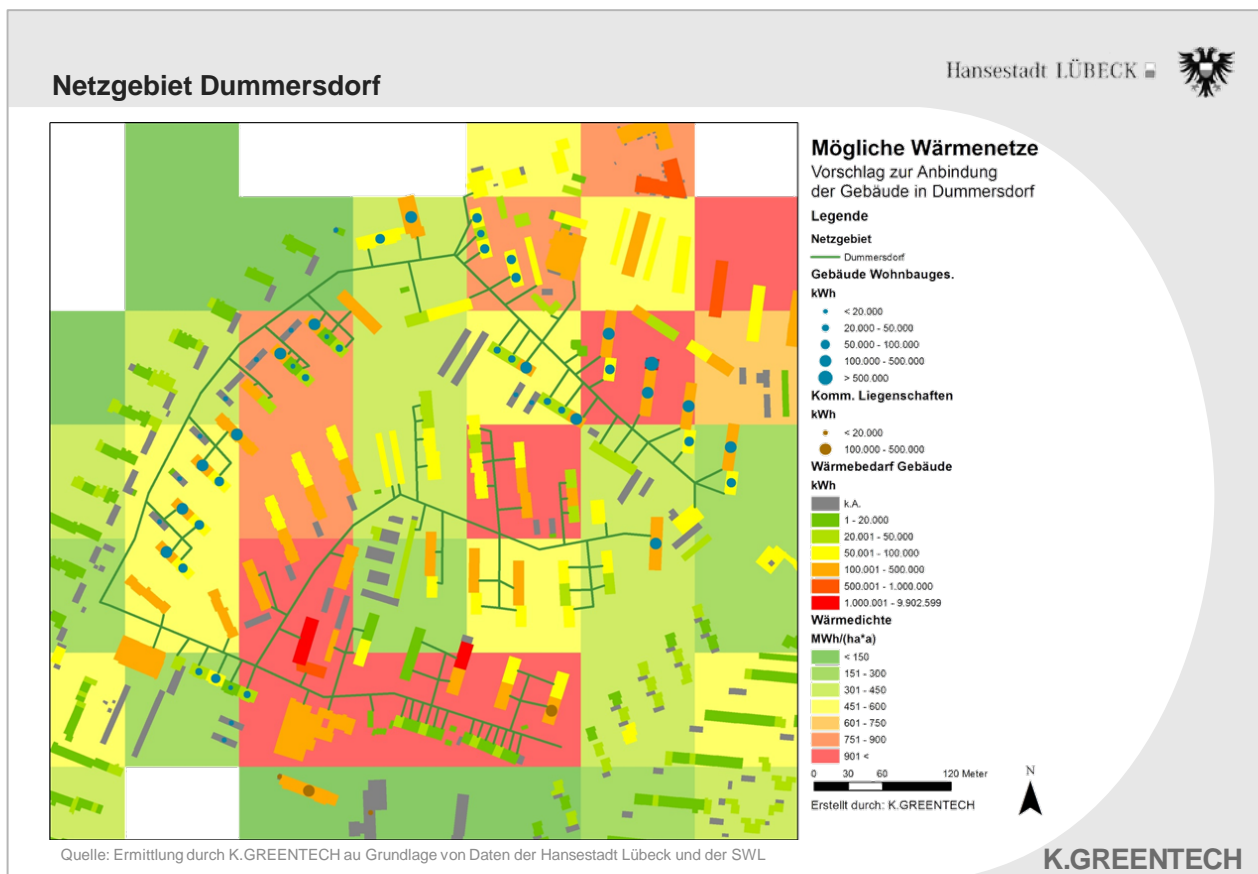 Netzgebiet Dummersdorf
Hansestadt LÜBECK
Mögliche Wärmenetze
Vorschlag zur Anbindung
der Gebäude in Dummersdorf
Legende
Netzgebiet
Dummersdorf
Gebäude Wohnbauges.
kWh
< 20.000
20.000 - 50.000
50.000 - 100.000
100.000 - 500.000
> 500.000
Komm. Liegenschaften
kWh
< 20.000
100.000 - 500.000
Wärmebedarf Gebäude
kWh
k.A.
1 - 20.000
20.001 - 50.000
50.001 - 100.000
100.001 - 500.000
500.001 - 1.000.000
1.000.001 - 9.902.599
Wärmedichte
MWh/(ha*a)
< 150
151 - 300
301 - 450
451 - 600
601 - 750
751 - 900
901 <
0 30 60 120 Meter
N
Erstellt durch: K.GREENTECH
Quelle: Ermittlung durch K.GREENTECH au Grundlage von Daten der Hansestadt Lübeck und der SWL
K.GREENTECH